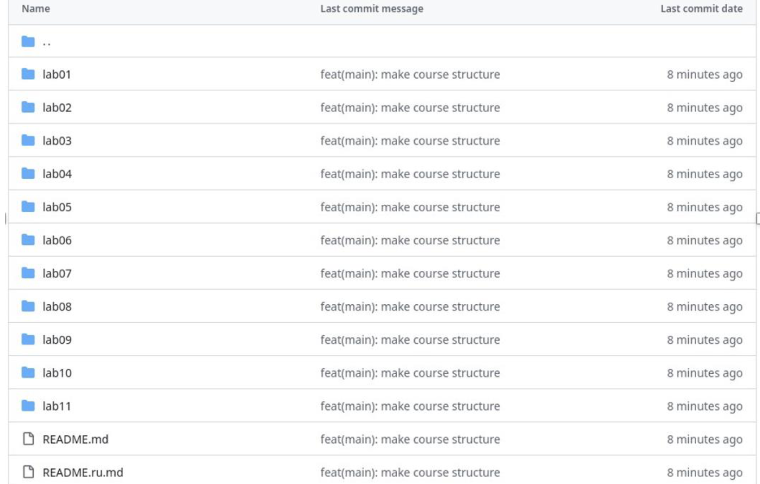 Name Last commit message Last commit date
..
lab01 feat(main): make course structure 8 minutes ago
lab02 feat(main): make course structure 8 minutes ago
lab03 feat(main): make course structure 8 minutes ago
lab04 feat(main): make course structure 8 minutes ago
lab05 feat(main): make course structure 8 minutes ago
lab06 feat(main): make course structure 8 minutes ago
lab07 feat(main): make course structure 8 minutes ago
lab08 feat(main): make course structure 8 minutes ago
lab09 feat(main): make course structure 8 minutes ago
lab10 feat(main): make course structure 8 minutes ago
lab11 feat(main): make course structure 8 minutes ago
README.md feat(main): make course structure 8 minutes ago
README.ru.md feat(main): make course structure 8 minutes ago